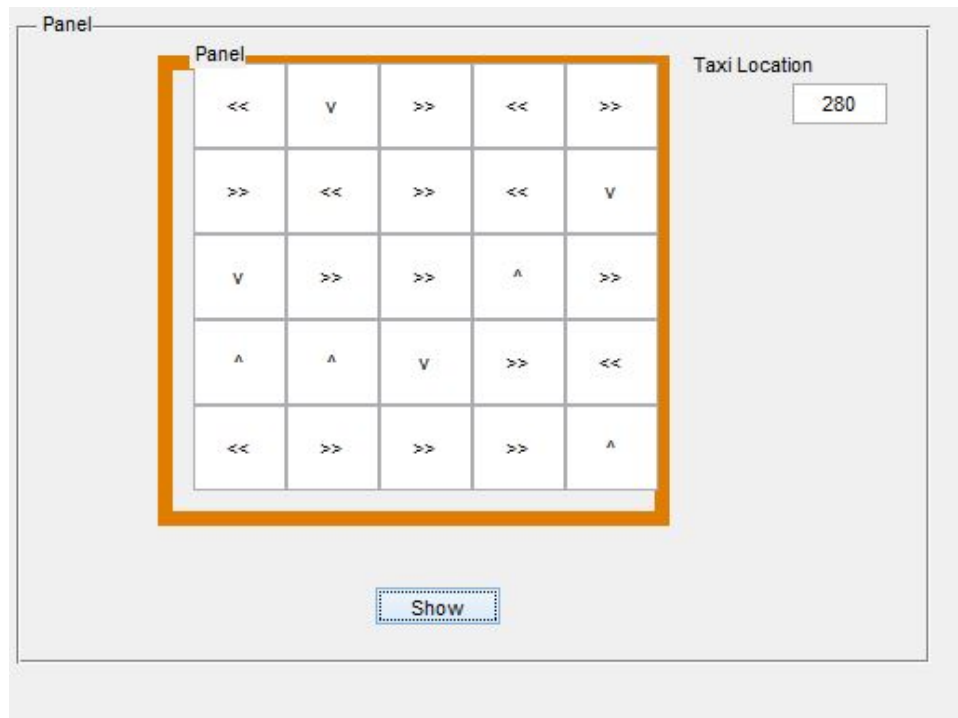 Panel
Panel
Taxi Location
280
<< v >> << >>
>> << >> << v
v >> >> ^ >>
^ ^ v >> <<
<< >> >> >> ^
Show